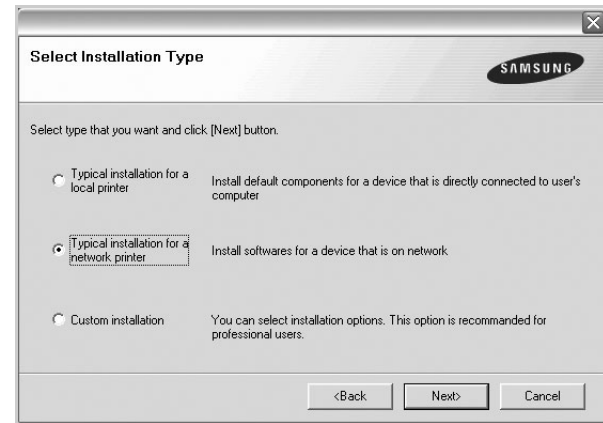 Select Installation Type
SAMSUNG
Select type that you want and click [Next] button.
Typical installation for a
local printer
Install default components for a device that is directly connected to user's
computer
Typical installation for a
network printer
Install softwares for a device that is on network
Custom installation
You can select installation options. This option is recommanded for
professional users.
<Back
Next>
Cancel